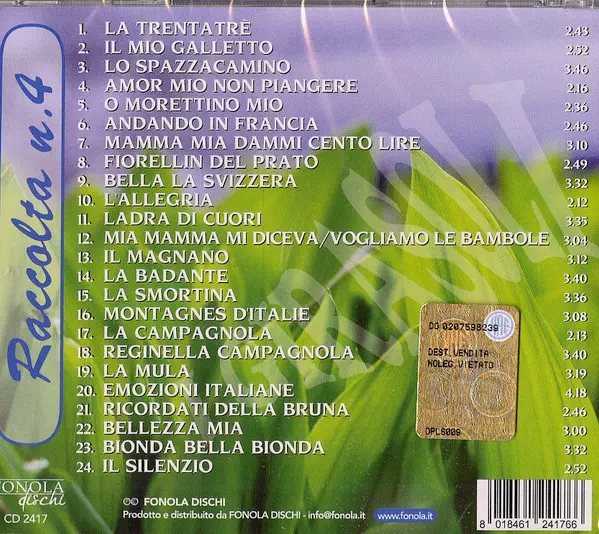 1. LA TRENTATRÈ 2.43
2. IL MIO GALLETTO 2.52
3. LO SPAZZACAMINO 3.46
4. AMOR MIO NON PIANGERE 2.16
5. O MORETTINO MIO 2.36
6. ANDANDO IN FRANCIA 2.46
7. MAMMA MIA DAMMI CENTO LIRE 3.10
8. FIORELLIN DEL PRATO 2.49
9. BELLA LA SVIZZERA 3.32
10. L'ALLEGRIA 2.12
11. LADRA DI CUORI 3.35
12. MIA MAMMA MI DICEVA/VOGLIAMO LE BAMBOLE 3.04
13. IL MAGNANO 3.12
14. LA BADANTE 3.40
15. LA SMORTINA 3.36
16. MONTAGNES D'ITALIE 3.08
17. LA CAMPAGNOLA 2.13
18. REGINELLA CAMPAGNOLA 3.40
19. LA MULA 3.19
20. EMOZIONI ITALIANE 4.18
21. RICORDATI DELLA BRUNA 2.46
22. BELLEZZA MIA 3.00
23. BIONDA BELLA BIONDA 3.32
24. IL SILENZIO 2.52
Raccolta n.4
GIRASOLI
DO 0207596239
DEST.VENDITA
NOLEG.VIETATO
DPLS009
FONOLA
dischi
CD 2417
©© FONOLA DISCHI
Prodotto e distribuito da FONOLA DISCHI - info@fonola.it
www.fonola.it
8 018461 241766